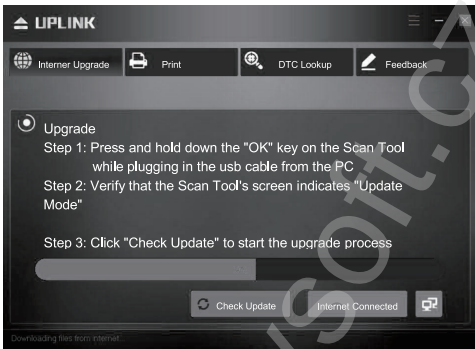 UPLINK
Interner Upgrade Print DTC Lookup Feedback
Upgrade
Step 1: Press and hold down the "OK" key on the Scan Tool
while plugging in the usb cable from the PC
Step 2: Verify that the Scan Tool's screen indicates "Update
Mode"
Step 3: Click "Check Update" to start the upgrade process
Check Update Internet Connected
Downloading files from internet...